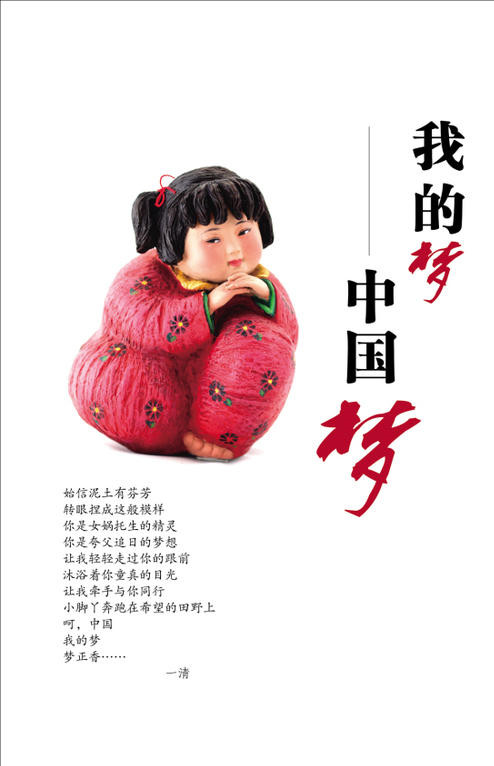 我的梦
中国梦
始信泥土有芬芳
转眼捏成这般模样
你是女娲托生的精灵
你是夸父追日的梦想
让我轻轻走过你的跟前
沐浴着你童真的目光
让我牵手与你同行
小脚丫奔跑在希望的田野上
呵，中国
我的梦
梦正香……
一清